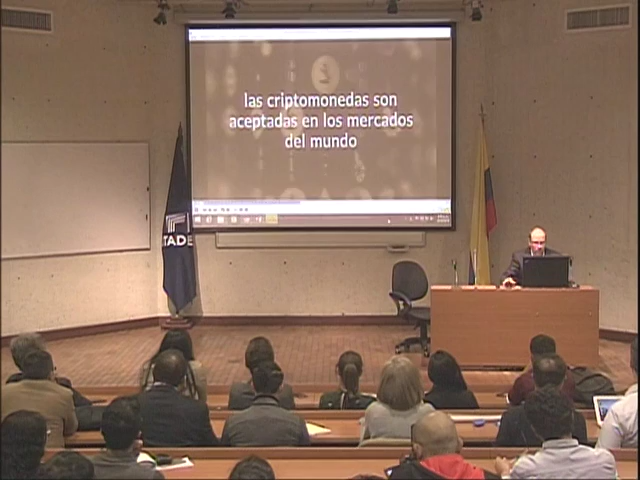 las criptomonedas son
aceptadas en los mercados
del mundo
TADE